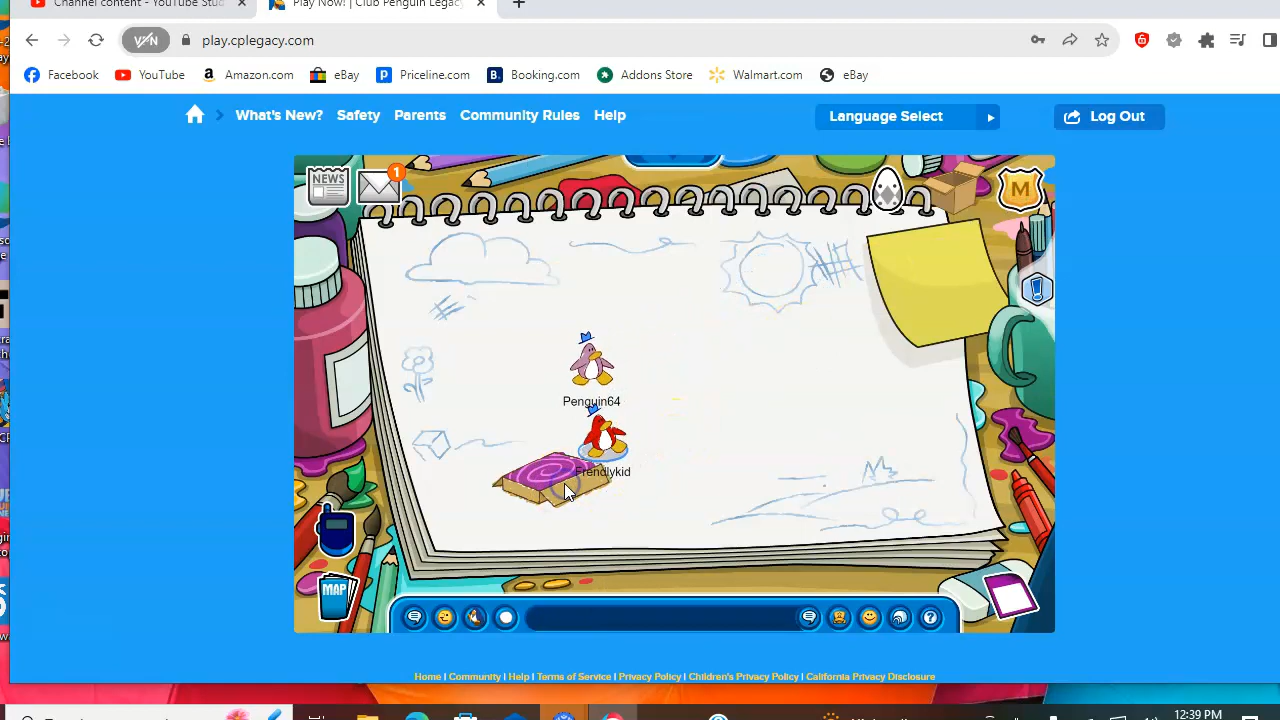 Channel content - YouTube Stud
Play Now! | Club Penguin Legacy
VPN
play.cplegacy.com
Facebook
YouTube
Amazon.com
eBay
Priceline.com
Booking.com
Addons Store
Walmart.com
eBay
What's New?
Safety
Parents
Community Rules
Help
Language Select
Log Out
NEWS
1
M
Penguin64
Frendlykid
MAP
Home | Community | Help | Terms of Service | Privacy Policy | Children's Privacy Policy | California Privacy Disclosure
12:39 PM